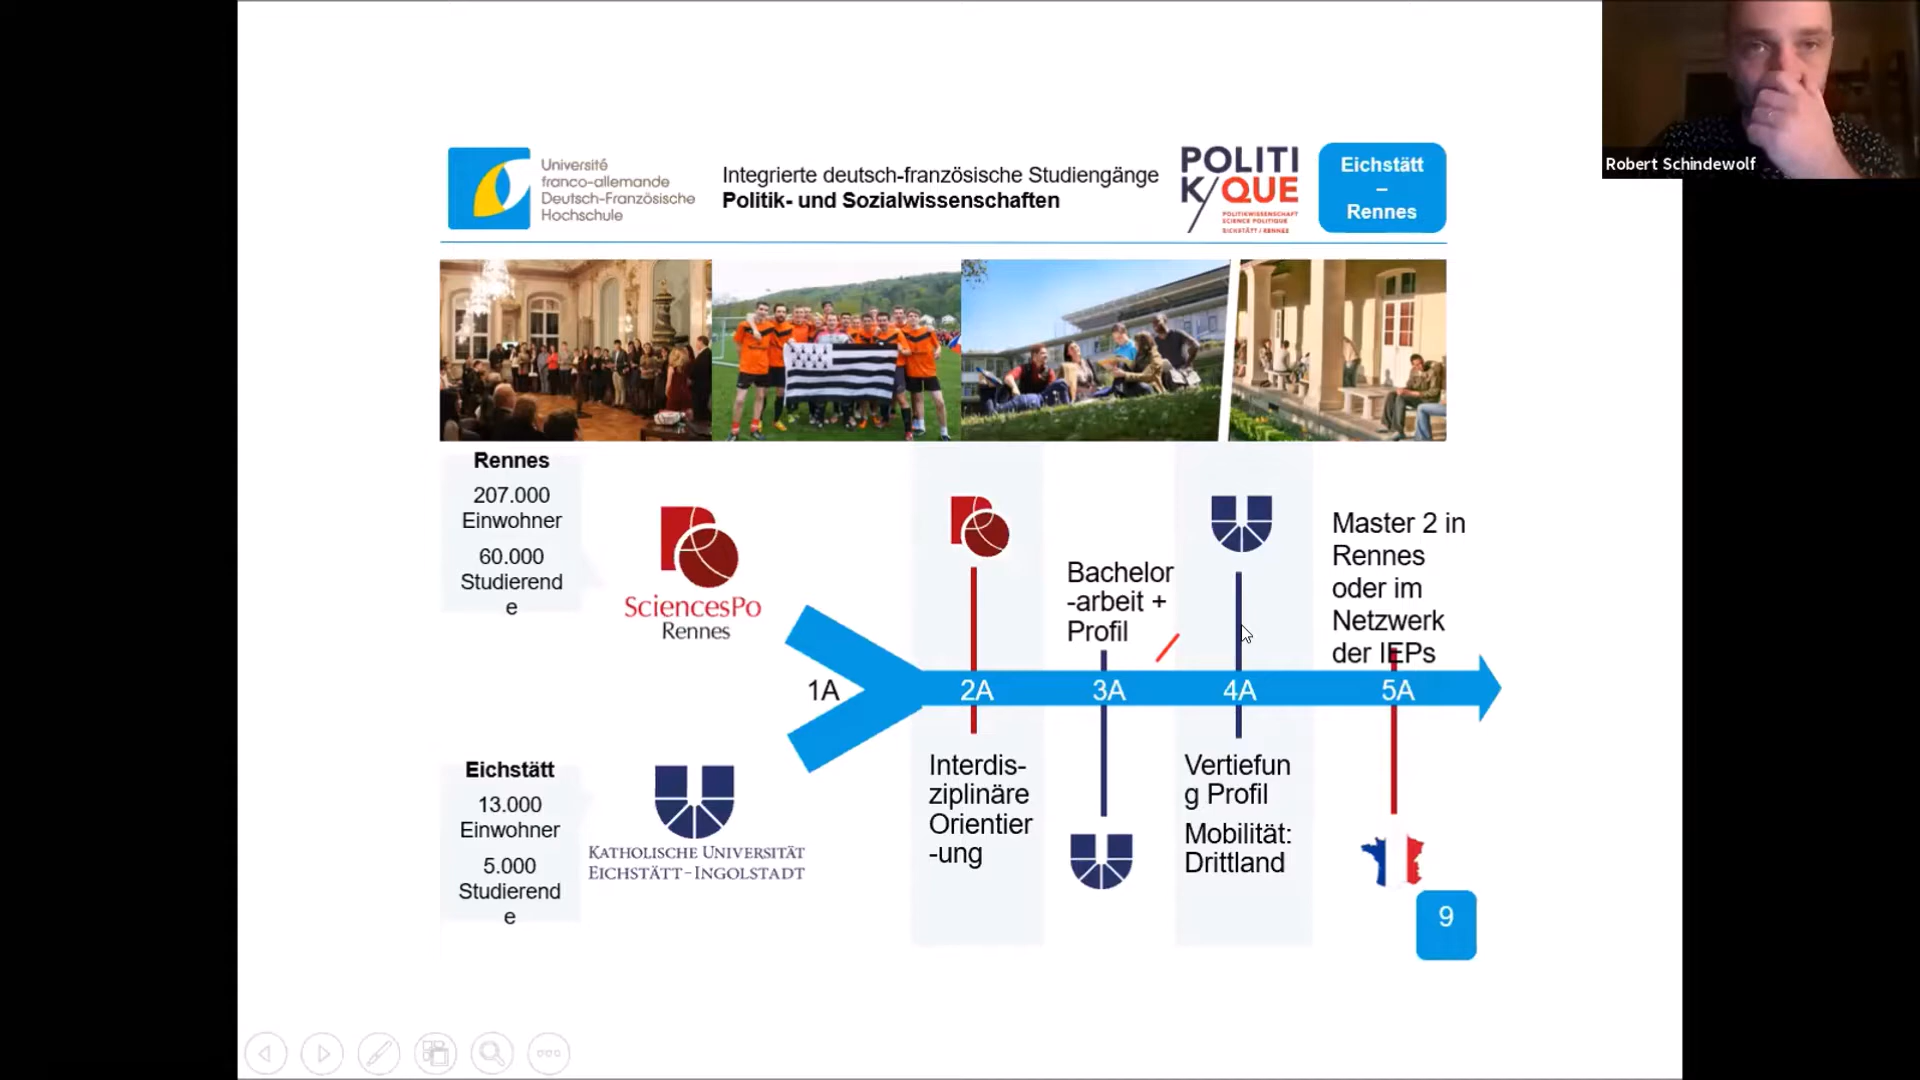 Robert Schindewolf
Université
franco-allemande
Deutsch-Französische
Hochschule
Integrierte deutsch-französische Studiengänge
Politik- und Sozialwissenschaften
POLITI
K/QUE
POLITIKWISSENSCHAFT
SCIENCE POLITIQUE
EICHSTÄTT / RENNES
Eichstätt
–
Rennes
Rennes
207.000
Einwohner
60.000
Studierend
e
SciencesPo
Rennes
Eichstätt
13.000
Einwohner
5.000
Studierend
e
KATHOLISCHE UNIVERSITÄT
EICHSTÄTT-INGOLSTADT
1A
2A
3A
4A
5A
Interdis-
ziplinäre
Orientier
-ung
Bachelor
-arbeit +
Profil
Vertiefun
g Profil
Mobilität:
Drittland
Master 2 in
Rennes
oder im
Netzwerk
der IEPs
9